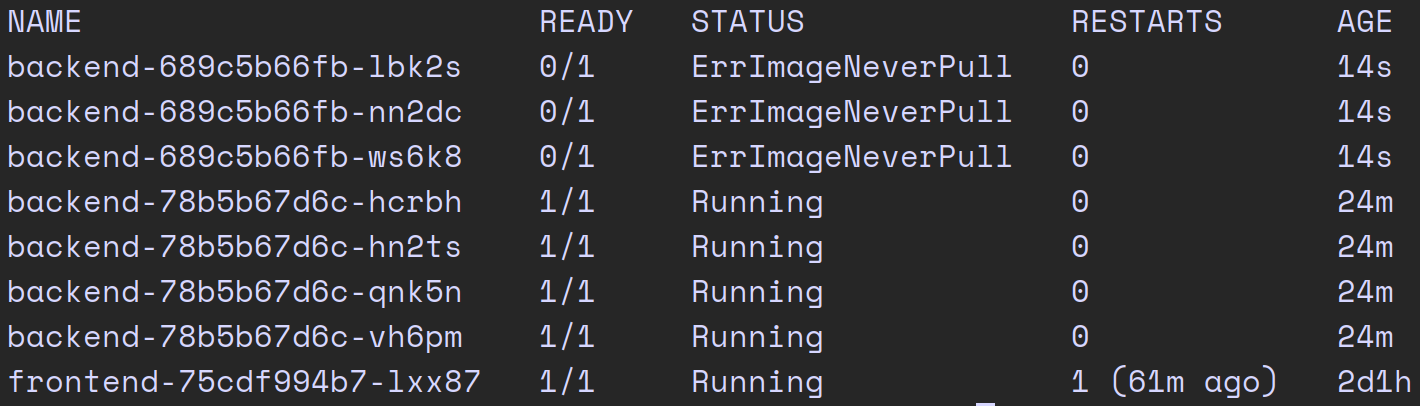 NAME READY STATUS RESTARTS AGE
backend-689c5b66fb-lbk2s 0/1 ErrImageNeverPull 0 14s
backend-689c5b66fb-nn2dc 0/1 ErrImageNeverPull 0 14s
backend-689c5b66fb-ws6k8 0/1 ErrImageNeverPull 0 14s
backend-78b5b67d6c-hcrbh 1/1 Running 0 24m
backend-78b5b67d6c-hn2ts 1/1 Running 0 24m
backend-78b5b67d6c-qnk5n 1/1 Running 0 24m
backend-78b5b67d6c-vh6pm 1/1 Running 0 24m
frontend-75cdf994b7-lxx87 1/1 Running 1 (61m ago) 2d1h